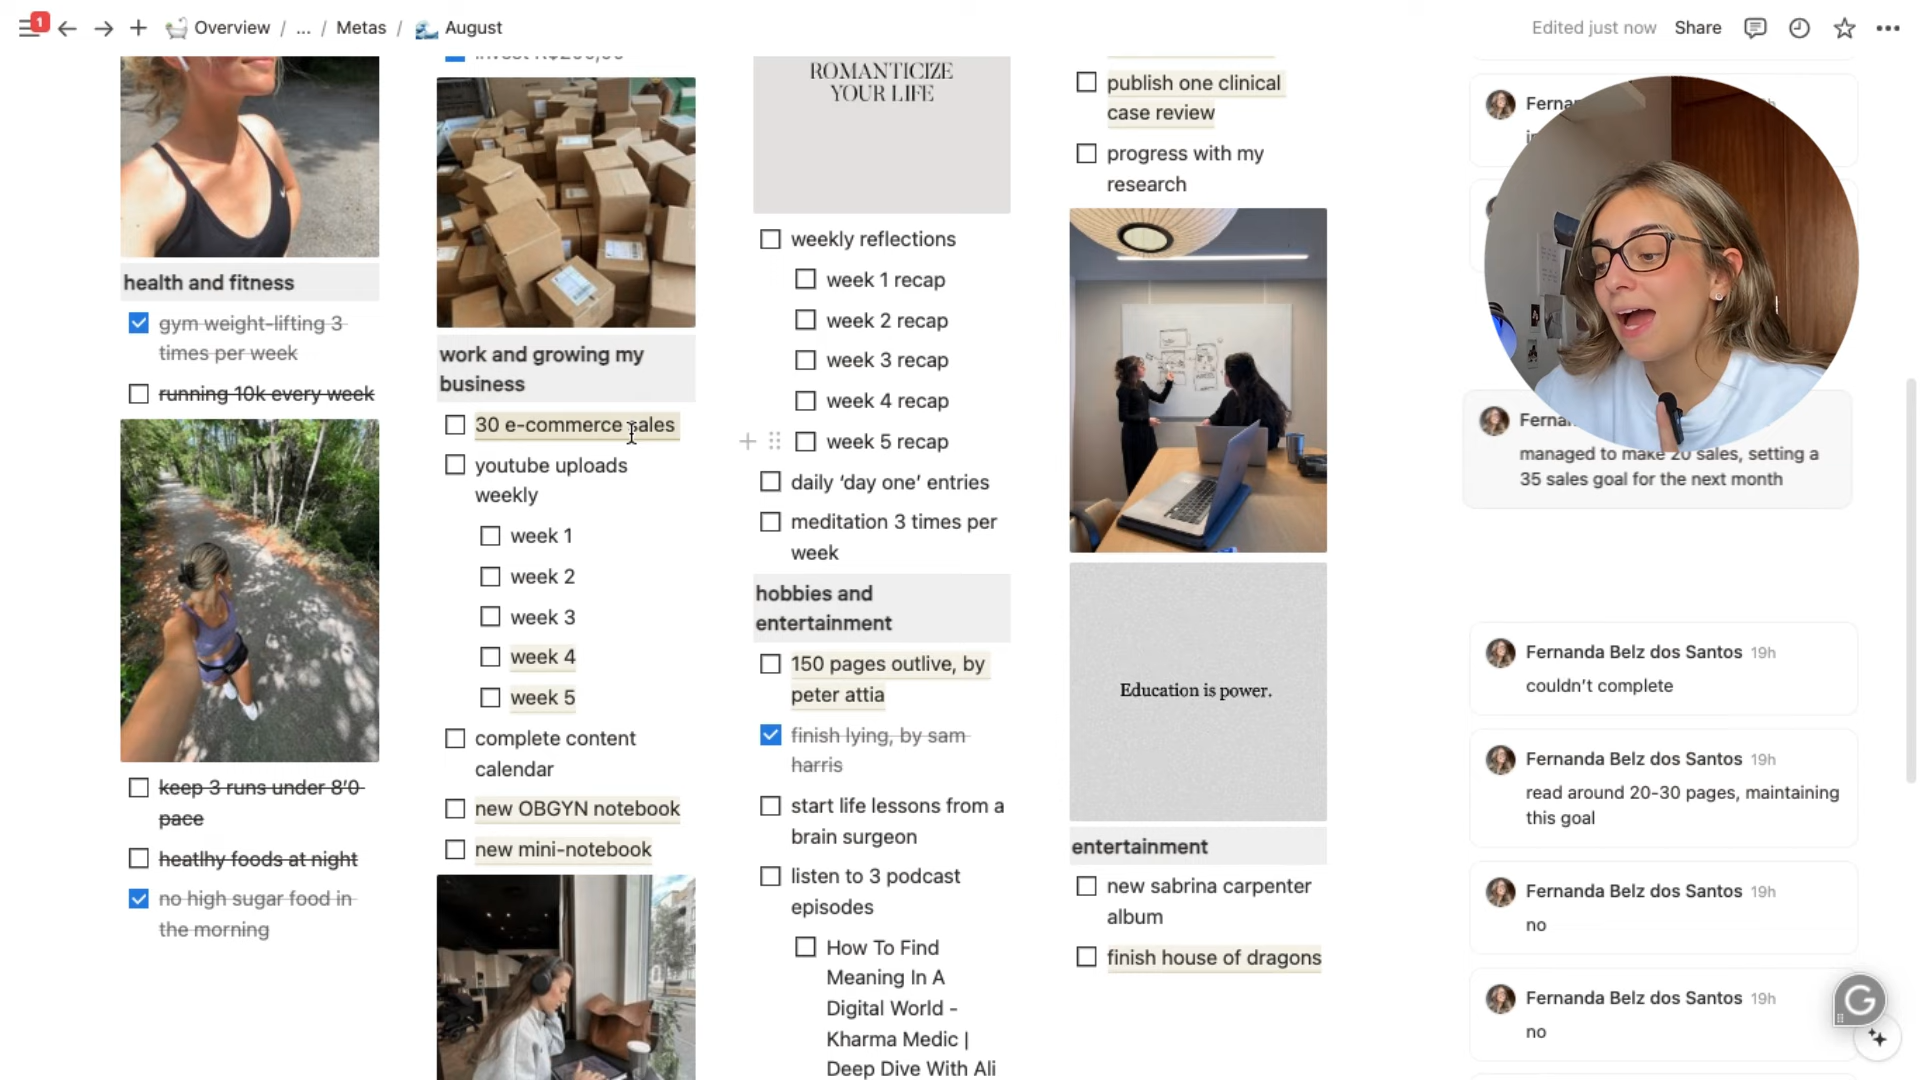 1
Overview / ... / Metas / August
Edited just now
Share
health and fitness
gym weight-lifting 3
times per week
running 10k every week
keep 3 runs under 8'0
pace
heatlhy foods at night
no high sugar food in
the morning
work and growing my
business
30 e-commerce sales
youtube uploads
weekly
week 1
week 2
week 3
week 4
week 5
complete content
calendar
new OBGYN notebook
new mini-notebook
ROMANTICIZE
YOUR LIFE
weekly reflections
week 1 recap
week 2 recap
week 3 recap
week 4 recap
week 5 recap
daily ‘day one’ entries
meditation 3 times per
week
hobbies and
entertainment
150 pages outlive, by
peter attia
finish lying, by sam
harris
start life lessons from a
brain surgeon
listen to 3 podcast
episodes
How To Find
Meaning In A
Digital World -
Kharma Medic |
Deep Dive With Ali
publish one clinical
case review
progress with my
research
Education is power.
entertainment
new sabrina carpenter
album
finish house of dragons
managed to make 20 sales, setting a
35 sales goal for the next month
Fernanda Belz dos Santos 19h
couldn't complete
Fernanda Belz dos Santos 19h
read around 20-30 pages, maintaining
this goal
Fernanda Belz dos Santos 19h
no
Fernanda Belz dos Santos 19h
no